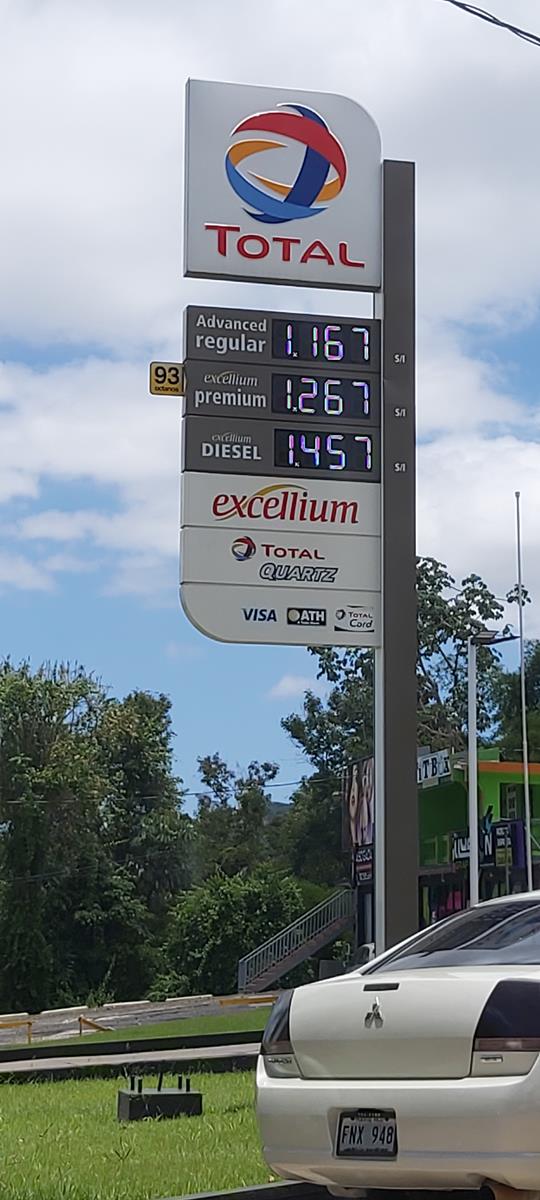 TOTAL
Advanced
regular
1.167
S/I
93
octanos
excellium
premium
1.267
S/I
excellium
DIESEL
1.457
S/I
excellium
TOTAL
QUARTZ
VISA
ATH
TOTAL
Card
FNX 948